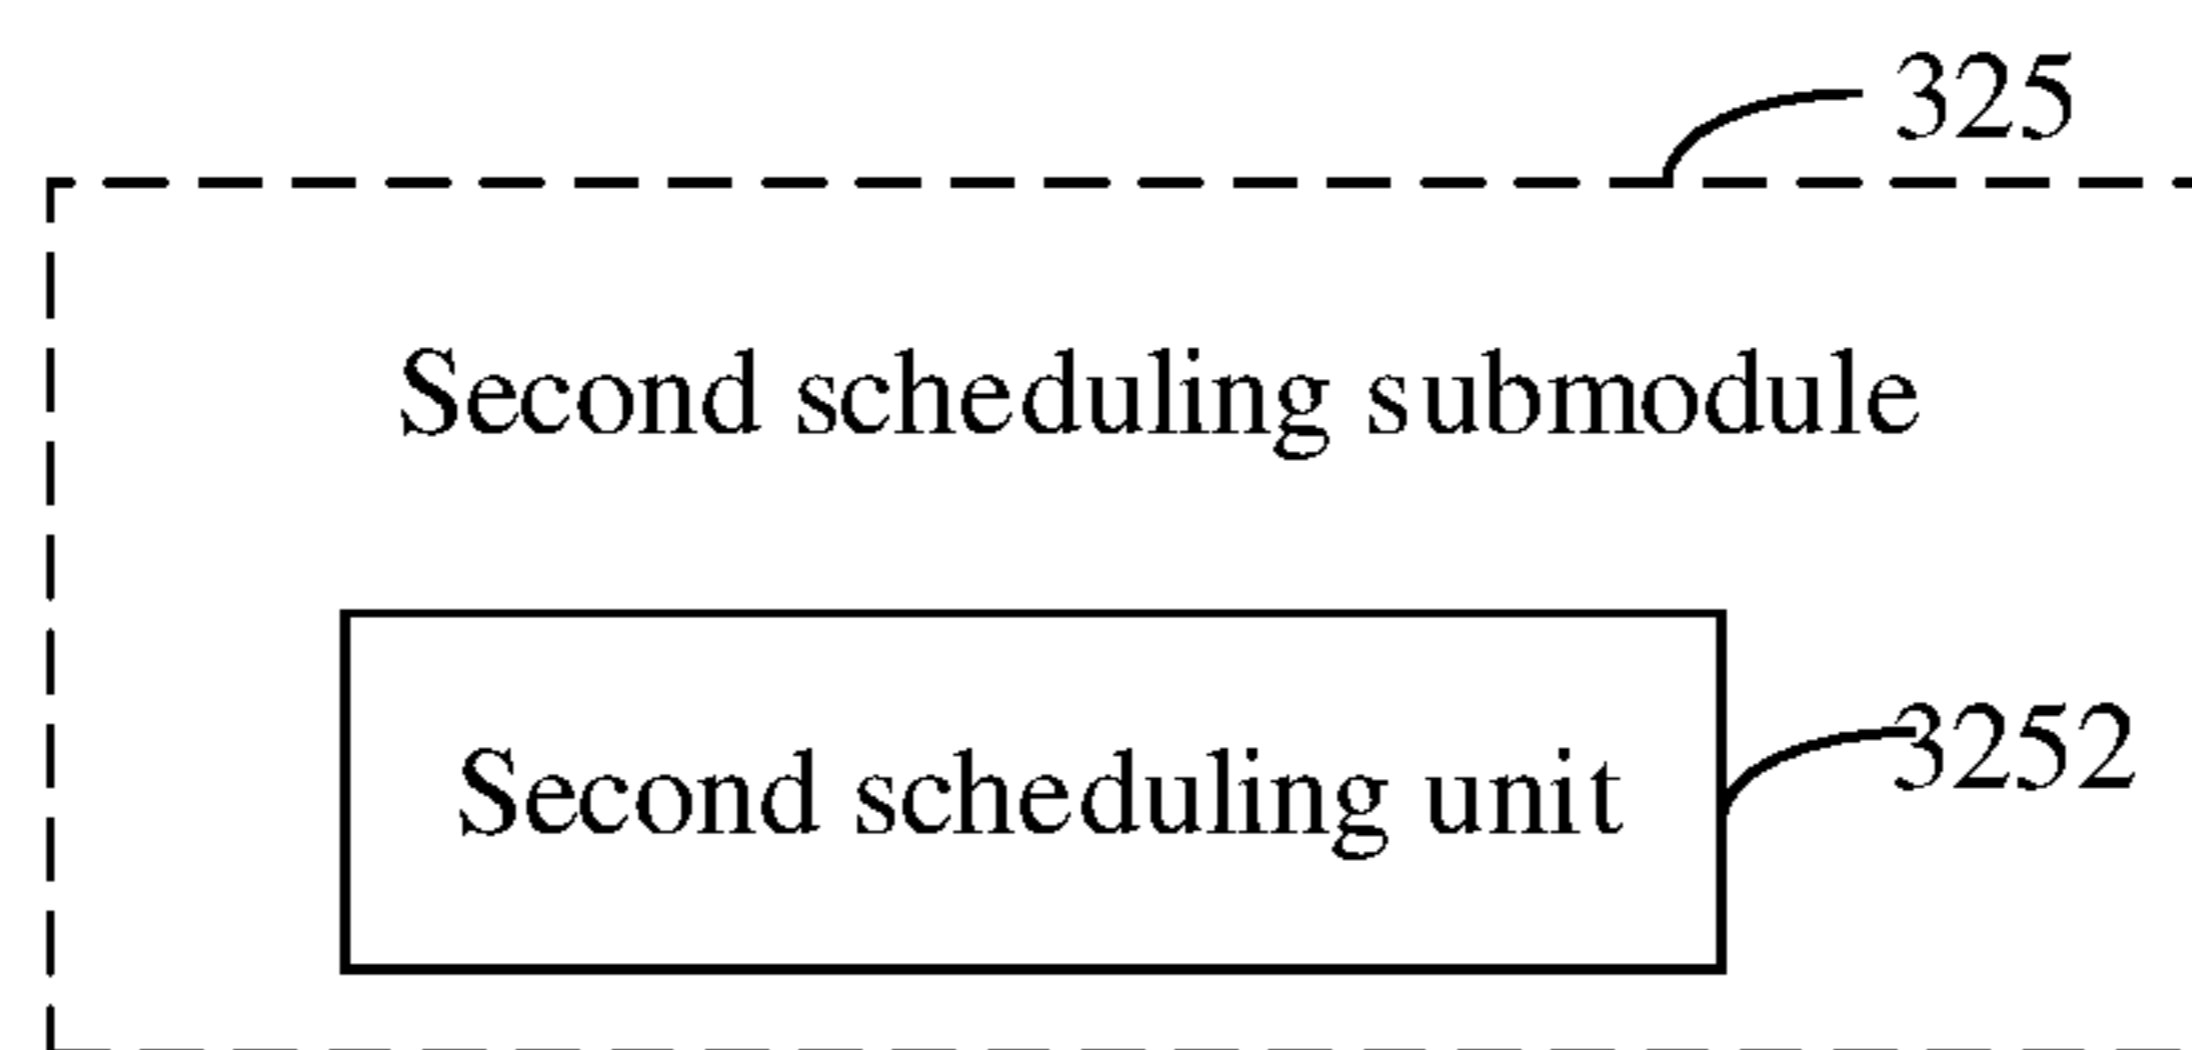 325
Second scheduling submodule
Second scheduling unit
3252